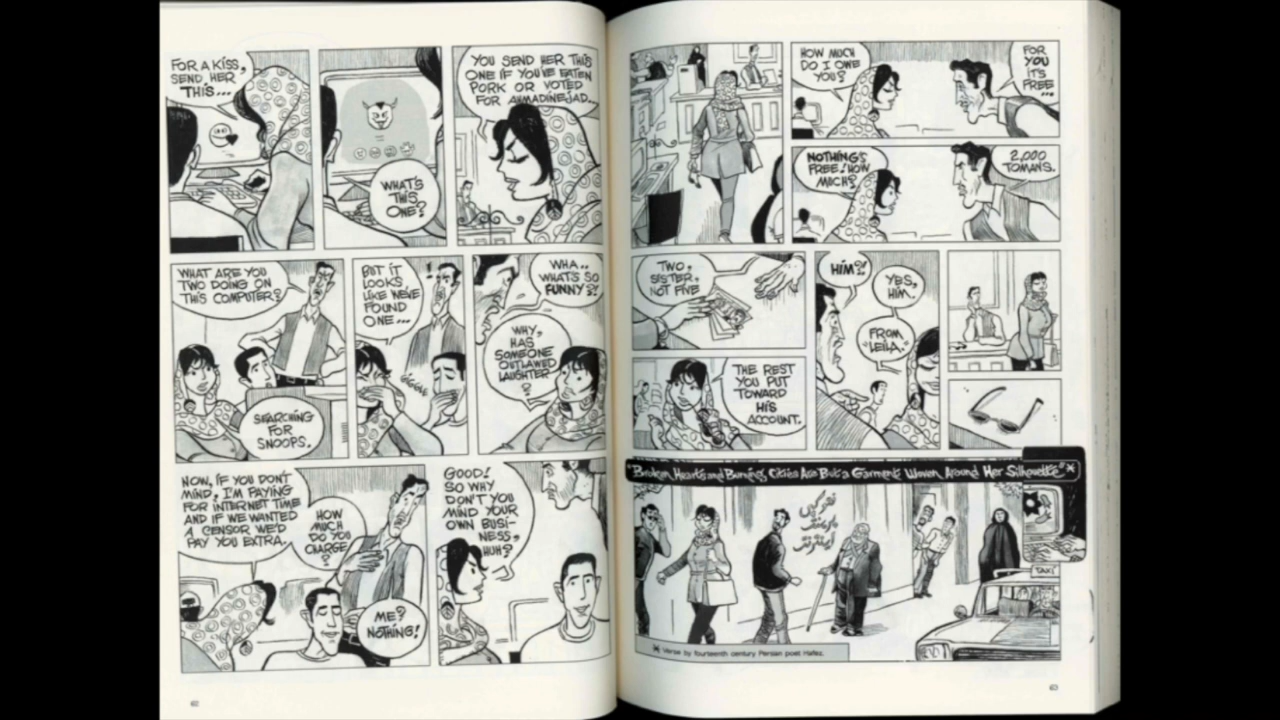 FOR A KISS,
SEND HER
THIS...
WHAT'S
THIS
ONE?
YOU SEND HER THIS
ONE IF YOU'VE EATEN
PORK OR VOTED
FOR AHMADINEJAD...
WHAT ARE YOU
TWO DOING ON
THIS COMPUTER?
SEARCHING
FOR
SNOOPS.
BUT IT
LOOKS
LIKE WE'VE
FOUND
ONE...
!..
WHA..
WHAT'S SO
FUNNY?!
WHY,
HAS
SOMEONE
OUTLAWED
LAUGHTER
?
NOW, IF YOU DON'T
MIND, I'M PAYING
FOR INTERNET TIME
AND IF WE WANTED
A CENSOR WE'D
PAY YOU EXTRA.
HOW
MUCH
DO YOU
CHARGE
?
ME?
NOTHING!
GOOD!
SO WHY
DON'T YOU
MIND YOUR
OWN BUSI-
NESS,
HUH?
62
HOW MUCH
DO I OWE
YOU?
FOR
YOU
IT'S
FREE
...
NOTHING'S
FREE! HOW
MUCH?
2,000
TOMANS.
TWO,
SISTER,
NOT FIVE
THE REST
YOU PUT
TOWARD
HIS
ACCOUNT.
HIM?!
YES,
HIM.
FROM
"LEILA."
"Broken Hearts and Burning Cities Are But a Garment Woven Around Her Silhouette"*
TAXI
* Verse by fourteenth century Persian poet Hafez.
63